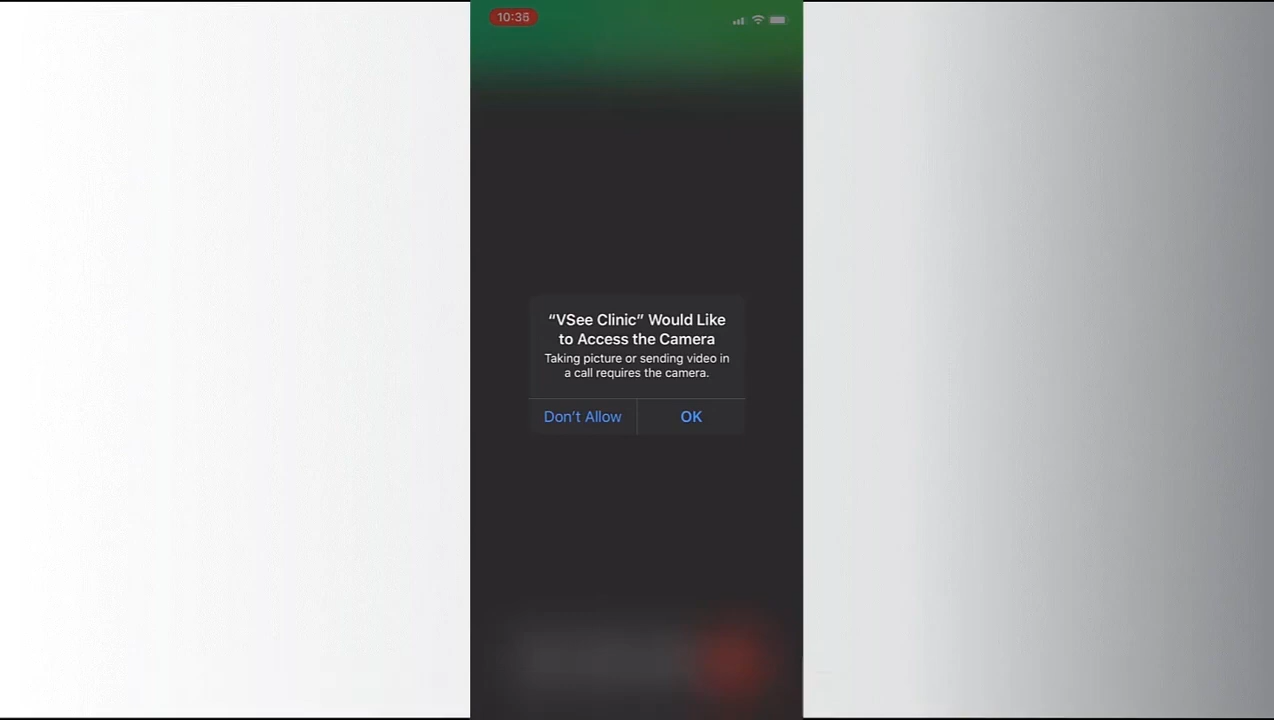 10:36
“VSee Clinic” Would Like
to Access the Camera
Taking picture or sending video in
a call requires the camera.
Don’t Allow
OK